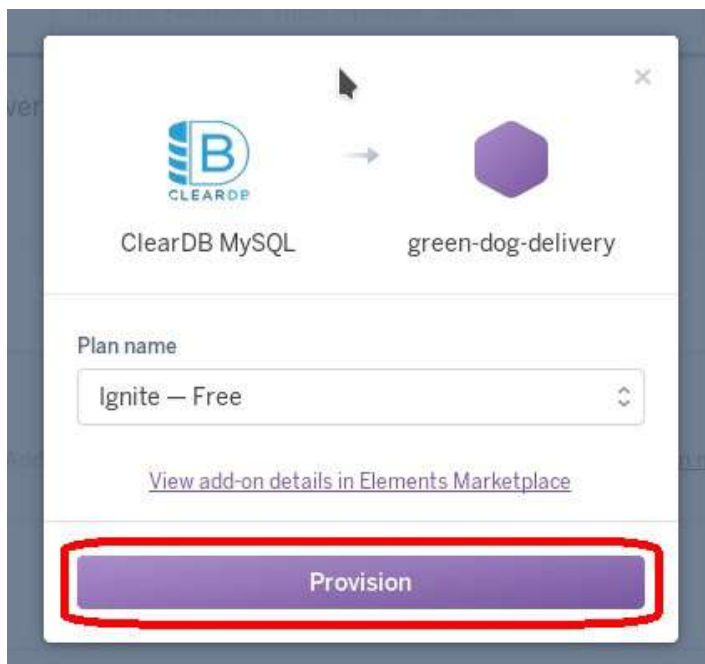 B
CLEARDB
ClearDB MySQL
green-dog-delivery
Plan name
Ignite — Free
View add-on details in Elements Marketplace
Provision